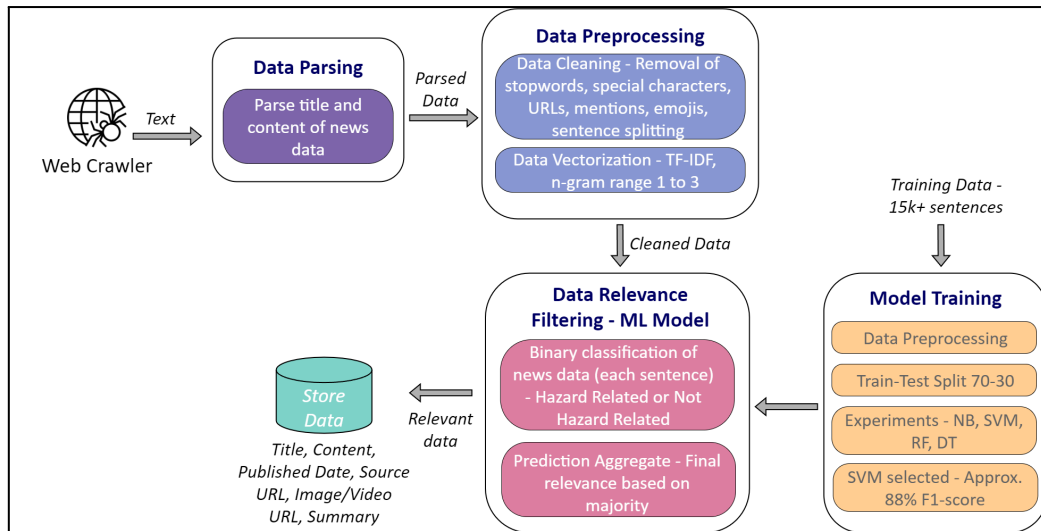 Web Crawler
Text
Data Parsing
Parse title and
content of news
data
Parsed
Data
Data Preprocessing
Data Cleaning - Removal of
stopwords, special characters,
URLs, mentions, emojis,
sentence splitting
Data Vectorization - TF-IDF,
n-gram range 1 to 3
Cleaned Data
Training Data -
15k+ sentences
Model Training
Data Preprocessing
Train-Test Split 70-30
Experiments - NB, SVM,
RF, DT
SVM selected - Approx.
88% F1-score
Data Relevance
Filtering - ML Model
Binary classification of
news data (each sentence)
- Hazard Related or Not
Hazard Related
Prediction Aggregate - Final
relevance based on
majority
Relevant
data
Store
Data
Title, Content,
Published Date, Source
URL, Image/Video
URL, Summary